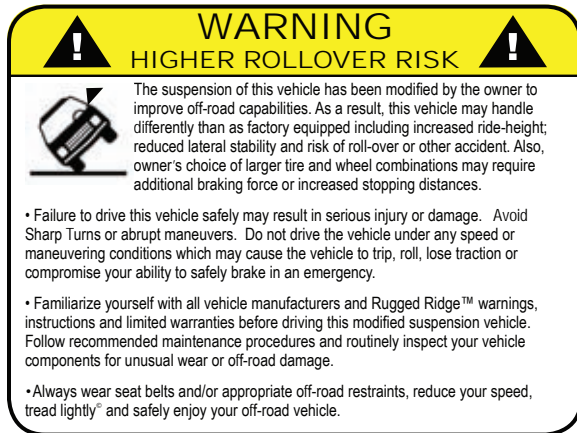 WARNING
HIGHER ROLLOVER RISK
The suspension of this vehicle has been modified by the owner to
improve off-road capabilities. As a result, this vehicle may handle
differently than as factory equipped including increased ride-height;
reduced lateral stability and risk of roll-over or other accident. Also,
owner's choice of larger tire and wheel combinations may require
additional braking force or increased stopping distances.
• Failure to drive this vehicle safely may result in serious injury or damage. Avoid
Sharp Turns or abrupt maneuvers. Do not drive the vehicle under any speed or
maneuvering conditions which may cause the vehicle to trip, roll, lose traction or
compromise your ability to safely brake in an emergency.
• Familiarize yourself with all vehicle manufacturers and Rugged Ridge™ warnings,
instructions and limited warranties before driving this modified suspension vehicle.
Follow recommended maintenance procedures and routinely inspect your vehicle
components for unusual wear or off-road damage.
•Always wear seat belts and/or appropriate off-road restraints, reduce your speed,
tread lightly© and safely enjoy your off-road vehicle.